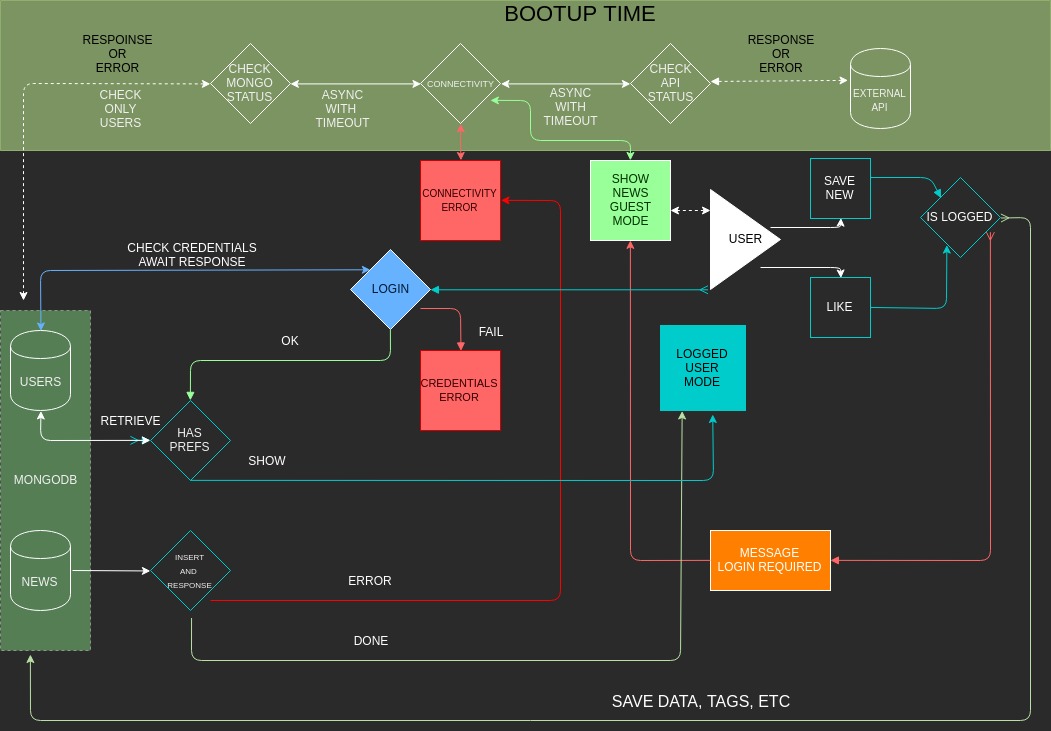 BOOTUP TIME
RESPOINSE
OR
ERROR
CHECK
ONLY
USERS
CHECK
MONGO
STATUS
ASYNC
WITH
TIMEOUT
CONNECTIVITY
ASYNC
WITH
TIMEOUT
CHECK
API
STATUS
RESPONSE
OR
ERROR
EXTERNAL
API
CONNECTIVITY
ERROR
SHOW
NEWS
GUEST
MODE
USER
SAVE
NEW
IS LOGGED
LIKE
CHECK CREDENTIALS
AWAIT RESPONSE
LOGIN
OK
FAIL
CREDENTIALS
ERROR
LOGGED
USER
MODE
USERS
RETRIEVE
HAS
PREFS
SHOW
MONGODB
NEWS
INSERT
AND
RESPONSE
ERROR
MESSAGE
LOGIN REQUIRED
DONE
SAVE DATA, TAGS, ETC